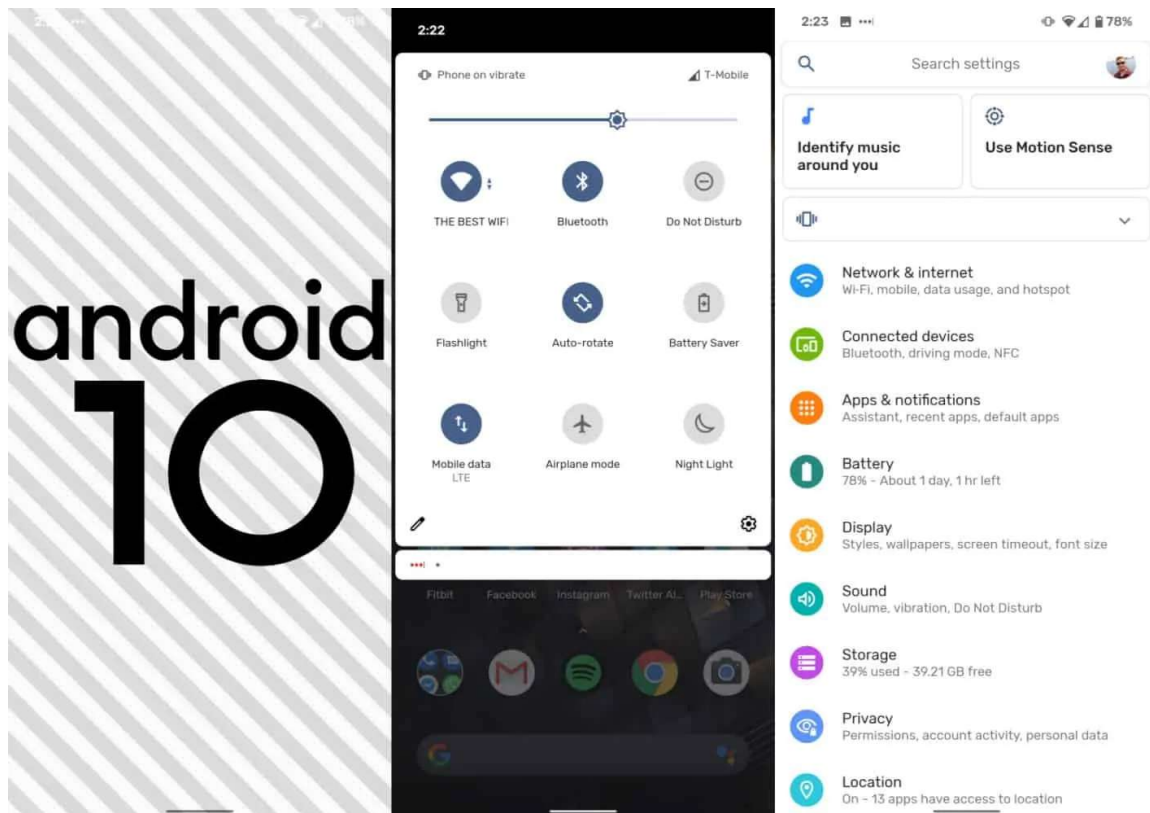 android
10
2:22
Phone on vibrate
T-Mobile
THE BEST WIFI
Bluetooth
Do Not Disturb
Flashlight
Auto-rotate
Battery Saver
Mobile data
LTE
Airplane mode
Night Light
Fitbit
Facebook
Instagram
Twitter Al...
Play Store
2:23
78%
Search settings
Identify music
around you
Use Motion Sense
Network & internet
Wi-Fi, mobile, data usage, and hotspot
Connected devices
Bluetooth, driving mode, NFC
Apps & notifications
Assistant, recent apps, default apps
Battery
78% - About 1 day, 1 hr left
Display
Styles, wallpapers, screen timeout, font size
Sound
Volume, vibration, Do Not Disturb
Storage
39% used - 39.21 GB free
Privacy
Permissions, account activity, personal data
Location
On - 13 apps have access to location